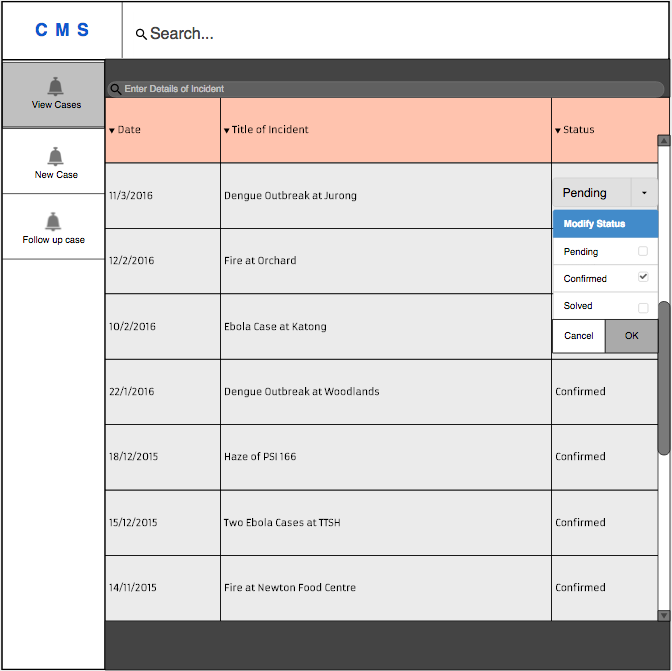 C M S
Search...
View Cases
New Case
Follow up case
Enter Details of Incident
Date Title of Incident Status
11/3/2016 Dengue Outbreak at Jurong Pending
Modify Status
Pending
Confirmed
Solved
Cancel OK
12/2/2016 Fire at Orchard
10/2/2016 Ebola Case at Katong
22/1/2016 Dengue Outbreak at Woodlands Confirmed
18/12/2015 Haze of PSI 166 Confirmed
15/12/2015 Two Ebola Cases at TTSH Confirmed
14/11/2015 Fire at Newton Food Centre Confirmed